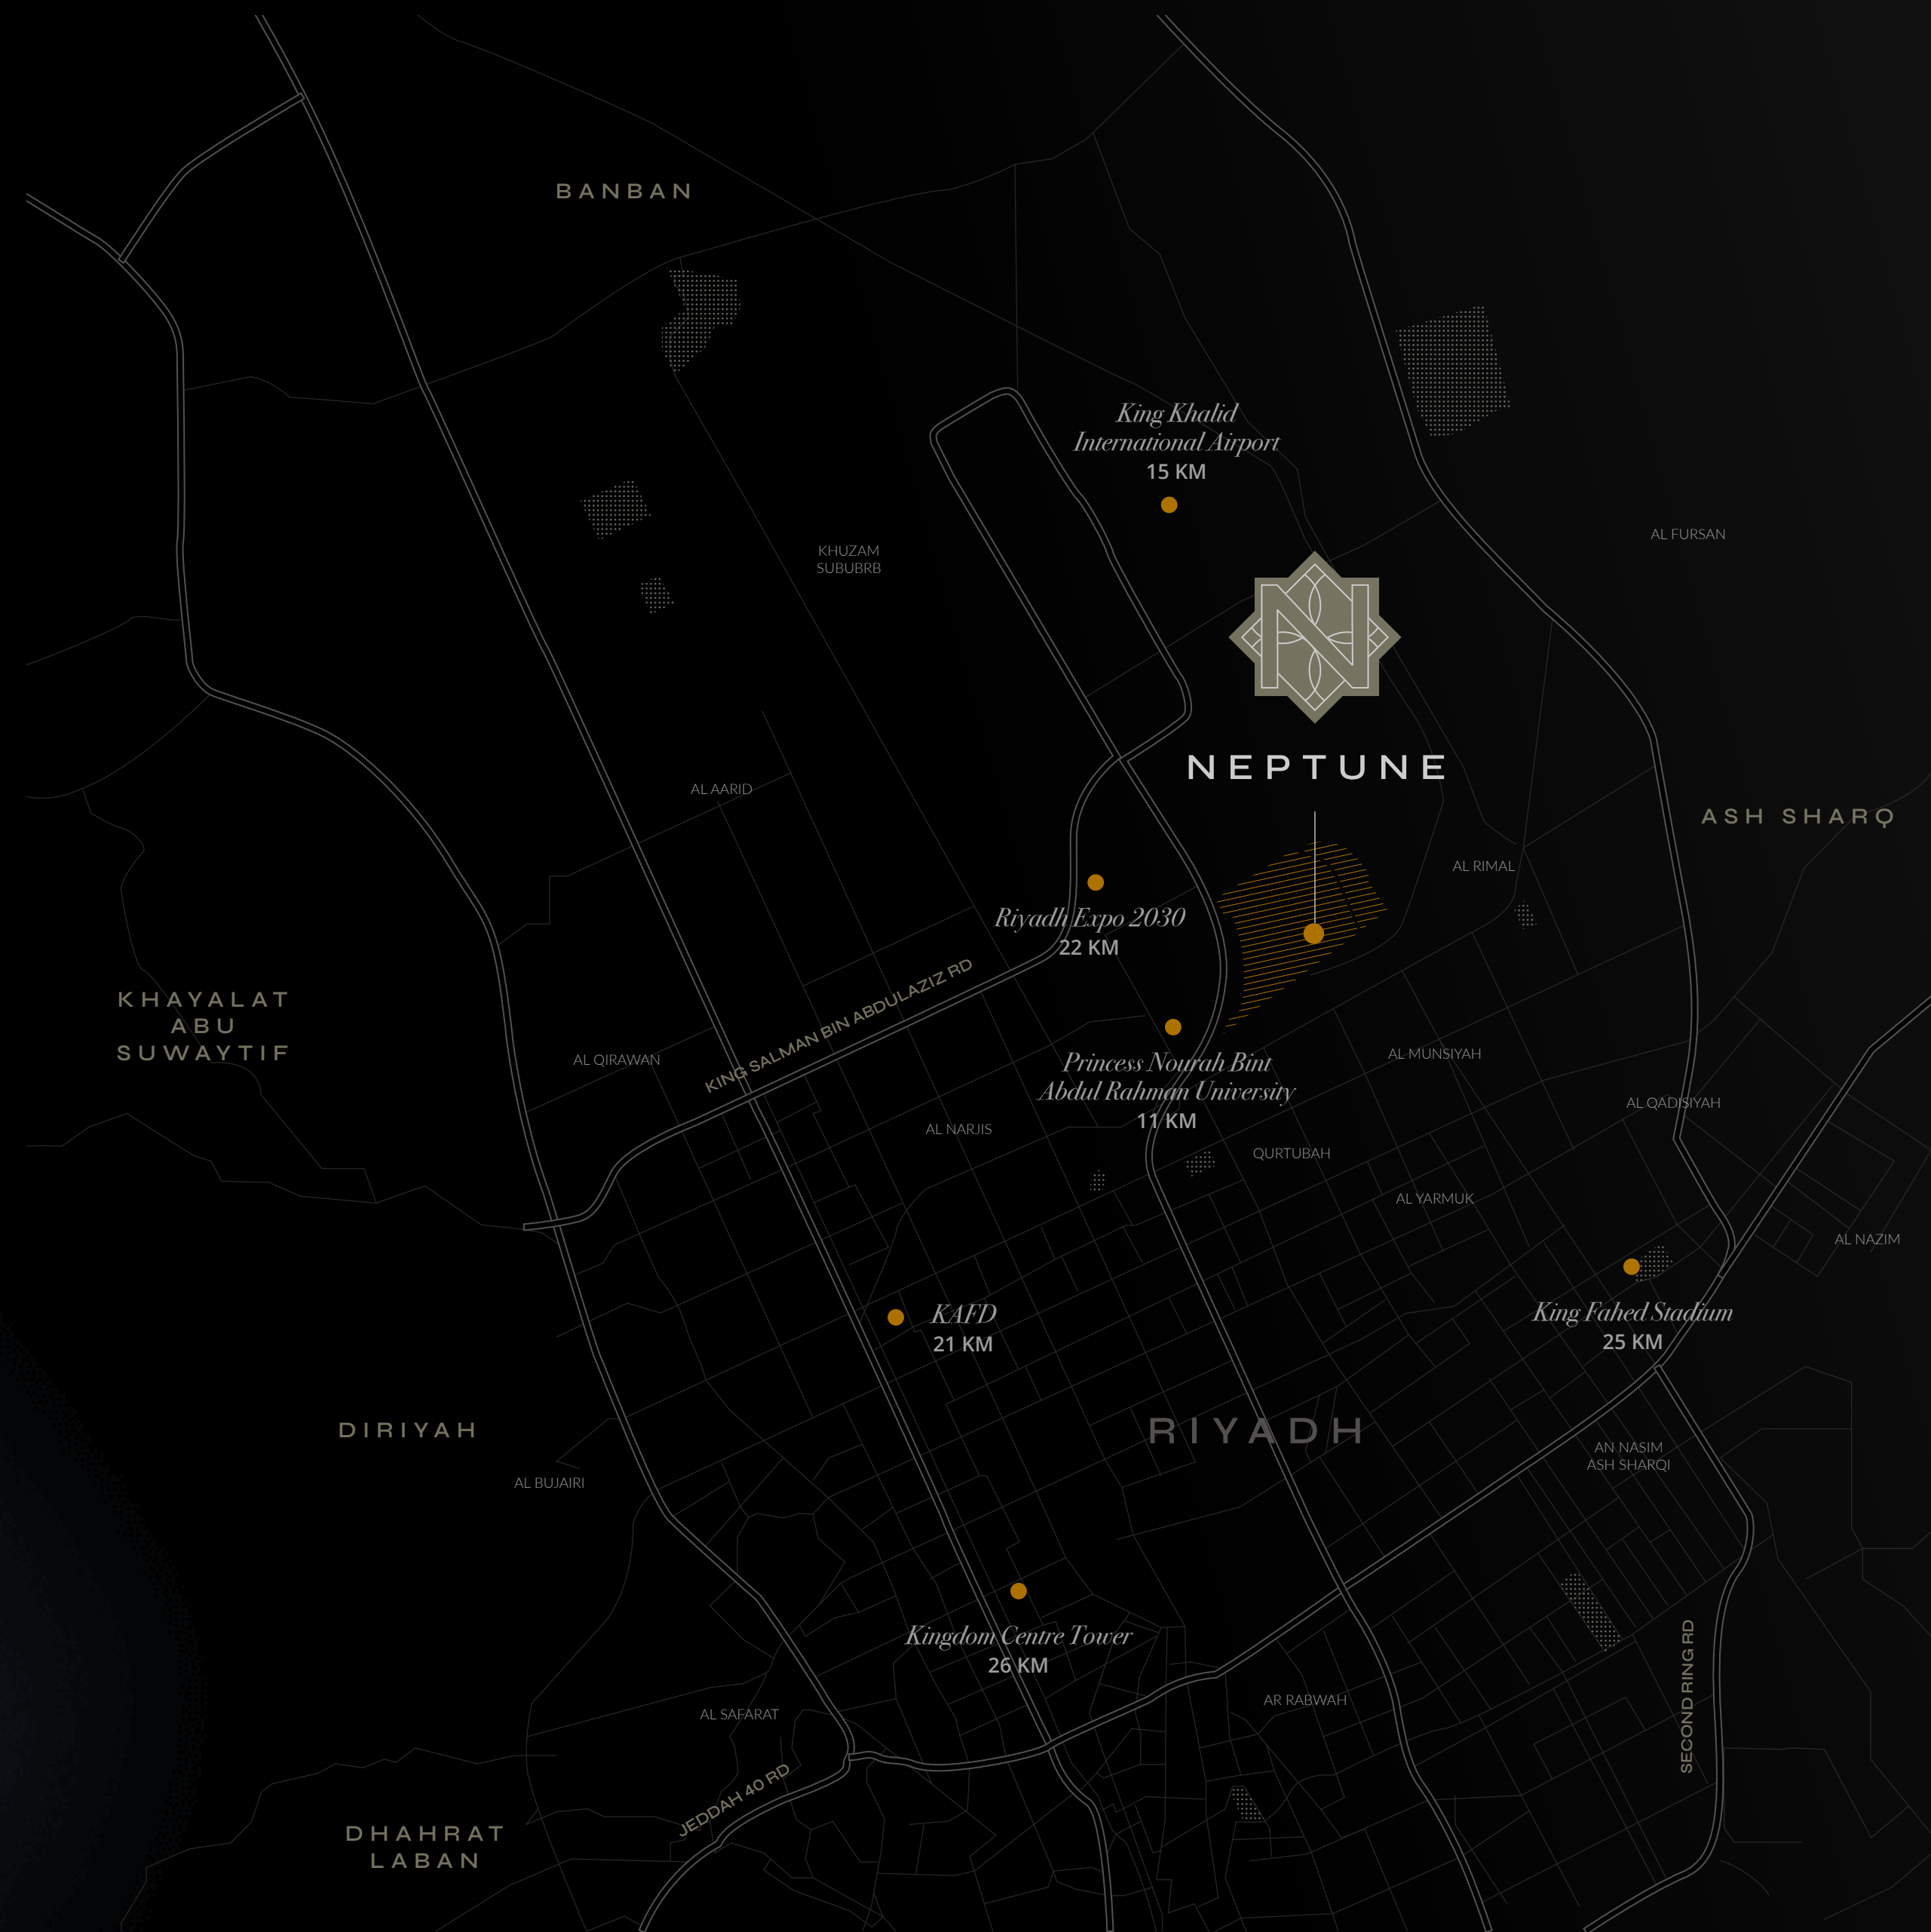 BANBAN
King Khalid
International Airport
15 KM
AL FURSAN
KHUZAM
SUBUBRB
N
NEPTUNE
AL AARID
ASH SHARQ
AL RIMAL
Riyadh Expo 2030
22 KM
KING SALMAN BIN ABDULAZIZ RD
KHAYALAT
ABU
SUWAYTIF
AL QIRAWAN
Princess Nourah Bint
Abdul Rahman University
11 KM
AL MUNSIYAH
AL QADISIYAH
AL NARJIS
QURTUBAH
AL YARMUK
AL NAZIM
KAFD
21 KM
King Fahed Stadium
25 KM
DIRIYAH
RIYADH
AL BUJAIRI
AN NASIM
ASH SHARQI
Kingdom Centre Tower
26 KM
SECOND RING RD
AL SAFARAT
AR RABWAH
JEDDAH 40 RD
DHAHRAT
LABAN